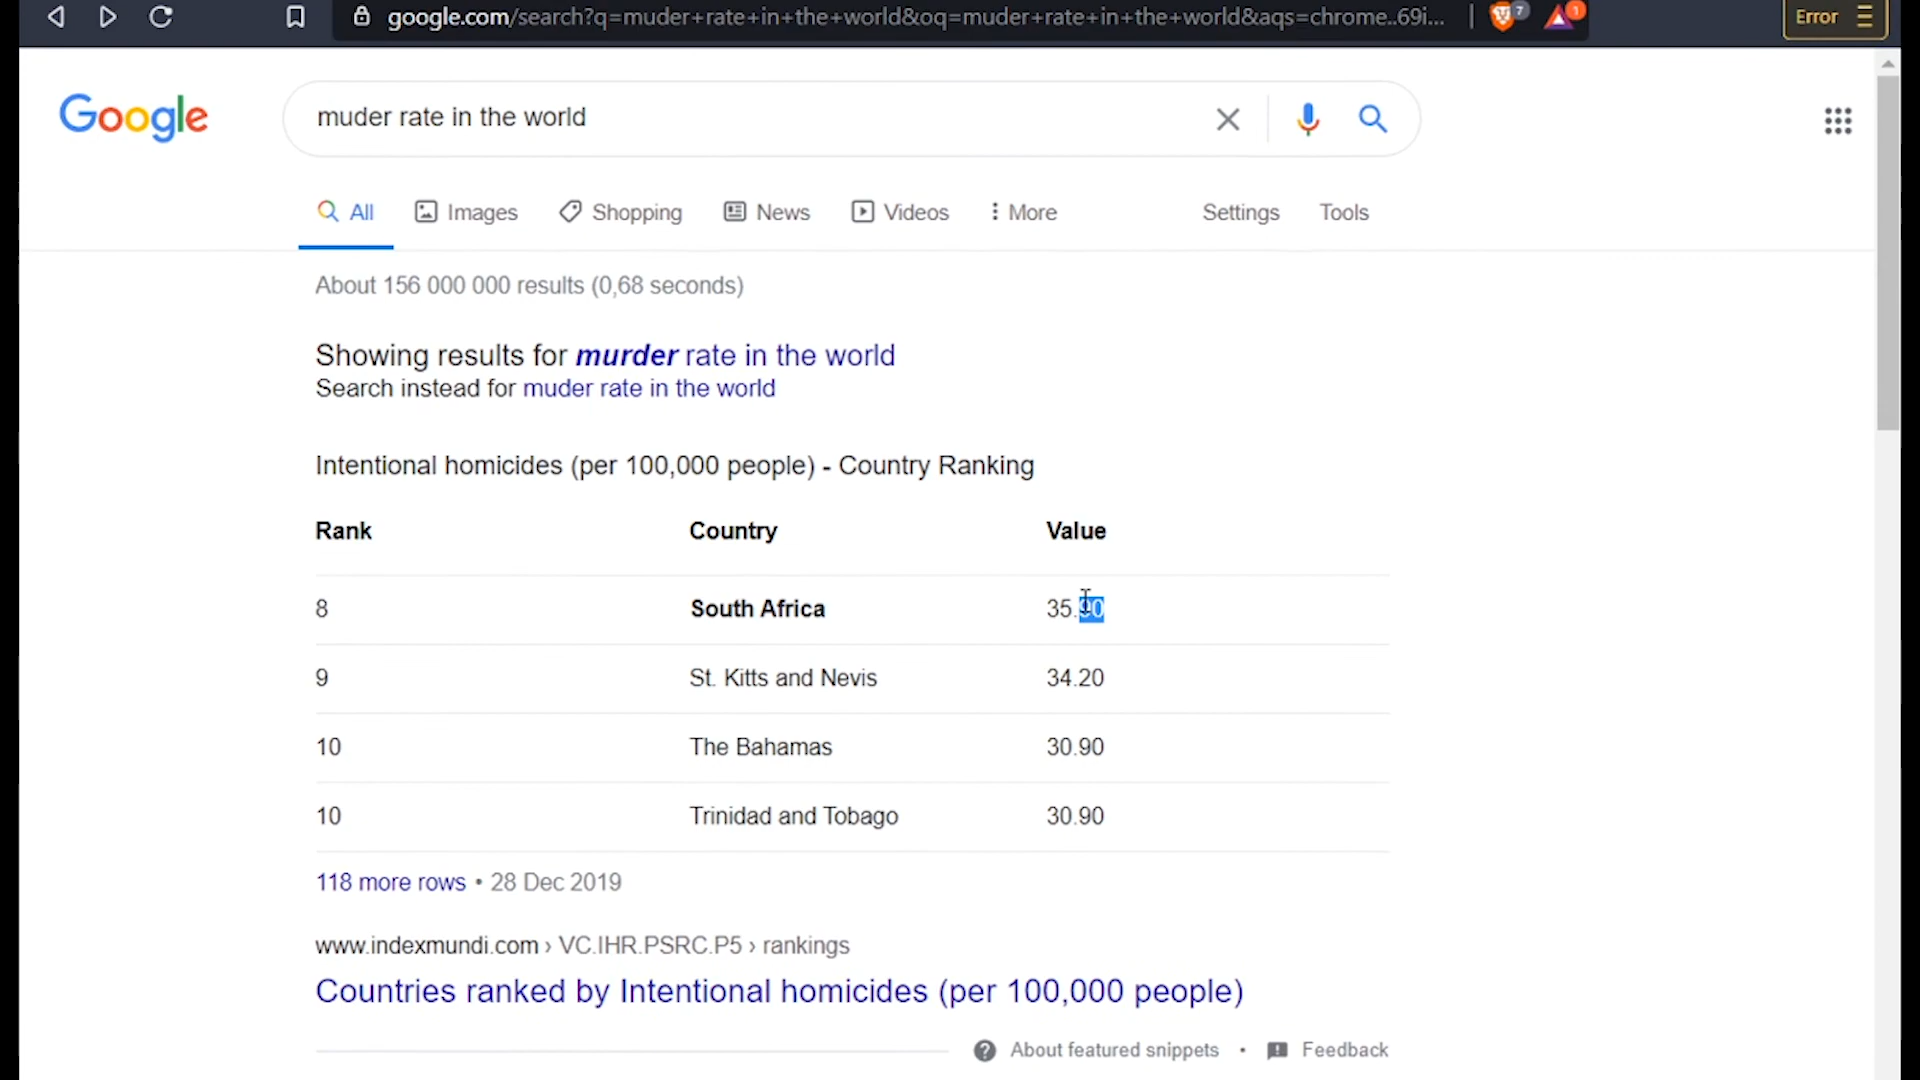 google.com/search?q=muder+rate+in+the+world&oq=muder+rate+in+the+world&aqs=chrome..69i...
7
1
Error
Google
muder rate in the world
All
Images
Shopping
News
Videos
More
Settings
Tools
About 156 000 000 results (0,68 seconds)
Showing results for murder rate in the world
Search instead for muder rate in the world
Intentional homicides (per 100,000 people) - Country Ranking
Rank Country Value
8 South Africa 35.90
9 St. Kitts and Nevis 34.20
10 The Bahamas 30.90
10 Trinidad and Tobago 30.90
118 more rows • 28 Dec 2019
www.indexmundi.com › VC.IHR.PSRC.P5 › rankings
Countries ranked by Intentional homicides (per 100,000 people)
About featured snippets • Feedback